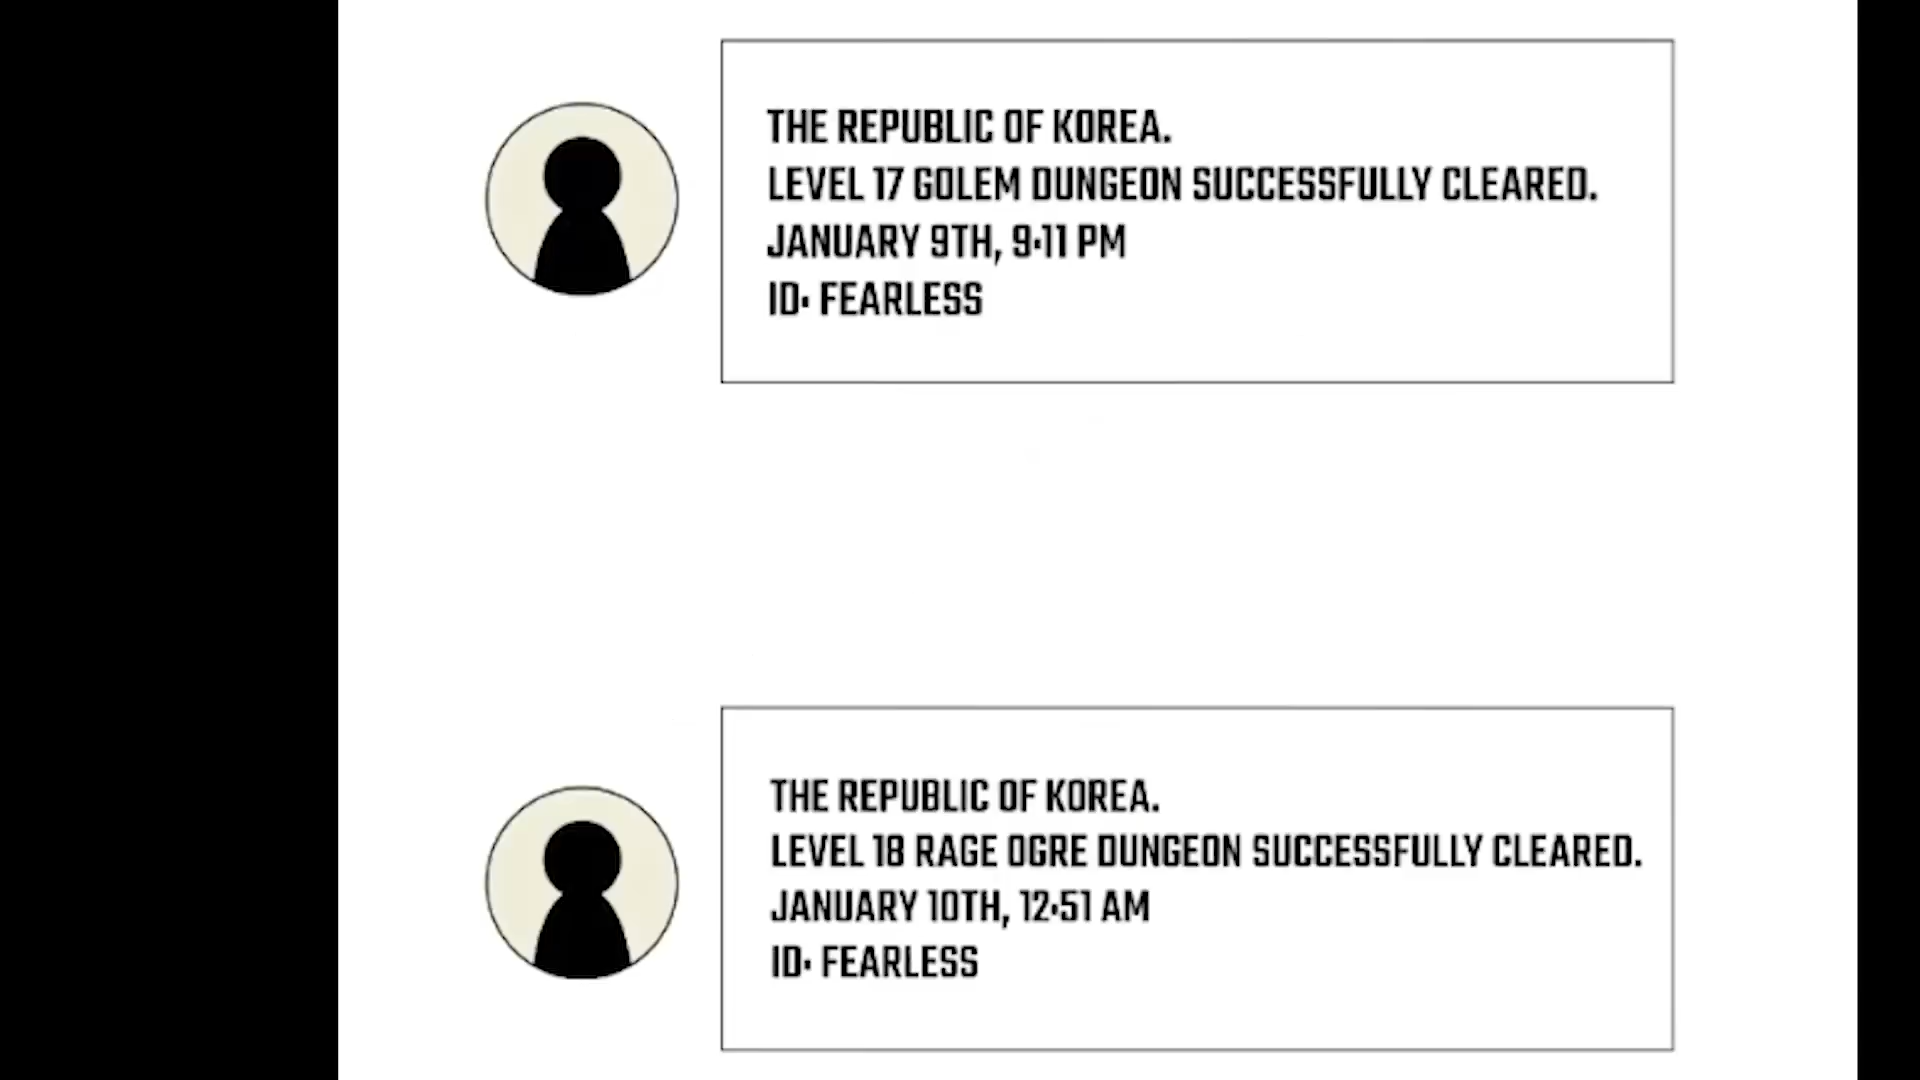 THE REPUBLIC OF KOREA.
LEVEL 17 GOLEM DUNGEON SUCCESSFULLY CLEARED.
JANUARY 9TH, 9:11 PM
ID: FEARLESS
THE REPUBLIC OF KOREA.
LEVEL 18 RAGE OGRE DUNGEON SUCCESSFULLY CLEARED.
JANUARY 10TH, 12:51 AM
ID: FEARLESS